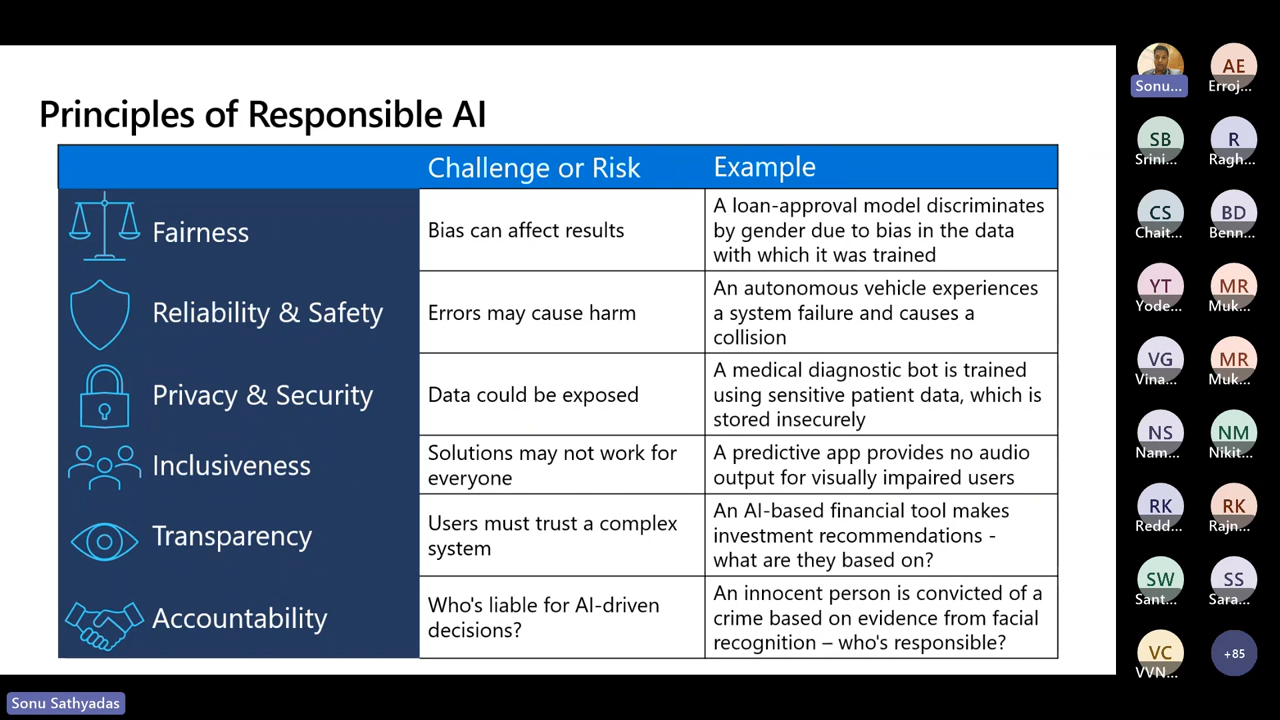 Principles of Responsible AI
Challenge or Risk
Example
Fairness
Bias can affect results
A loan-approval model discriminates
by gender due to bias in the data
with which it was trained
Reliability & Safety
Errors may cause harm
An autonomous vehicle experiences
a system failure and causes a
collision
Privacy & Security
Data could be exposed
A medical diagnostic bot is trained
using sensitive patient data, which is
stored insecurely
Inclusiveness
Solutions may not work for
everyone
A predictive app provides no audio
output for visually impaired users
Transparency
Users must trust a complex
system
An AI-based financial tool makes
investment recommendations -
what are they based on?
Accountability
Who's liable for AI-driven
decisions?
An innocent person is convicted of a
crime based on evidence from facial
recognition – who's responsible?
Sonu...
AE
Erroj...
SB
Srini...
R
Ragh...
CS
Chait...
BD
Benn...
YT
Yode...
MR
Muk...
VG
Vina...
MR
Muk...
NS
Nam...
NM
Nikit...
RK
Redd...
RK
Rajn...
SW
Sant...
SS
Sara...
VC
VVN...
+85
Sonu Sathyadas